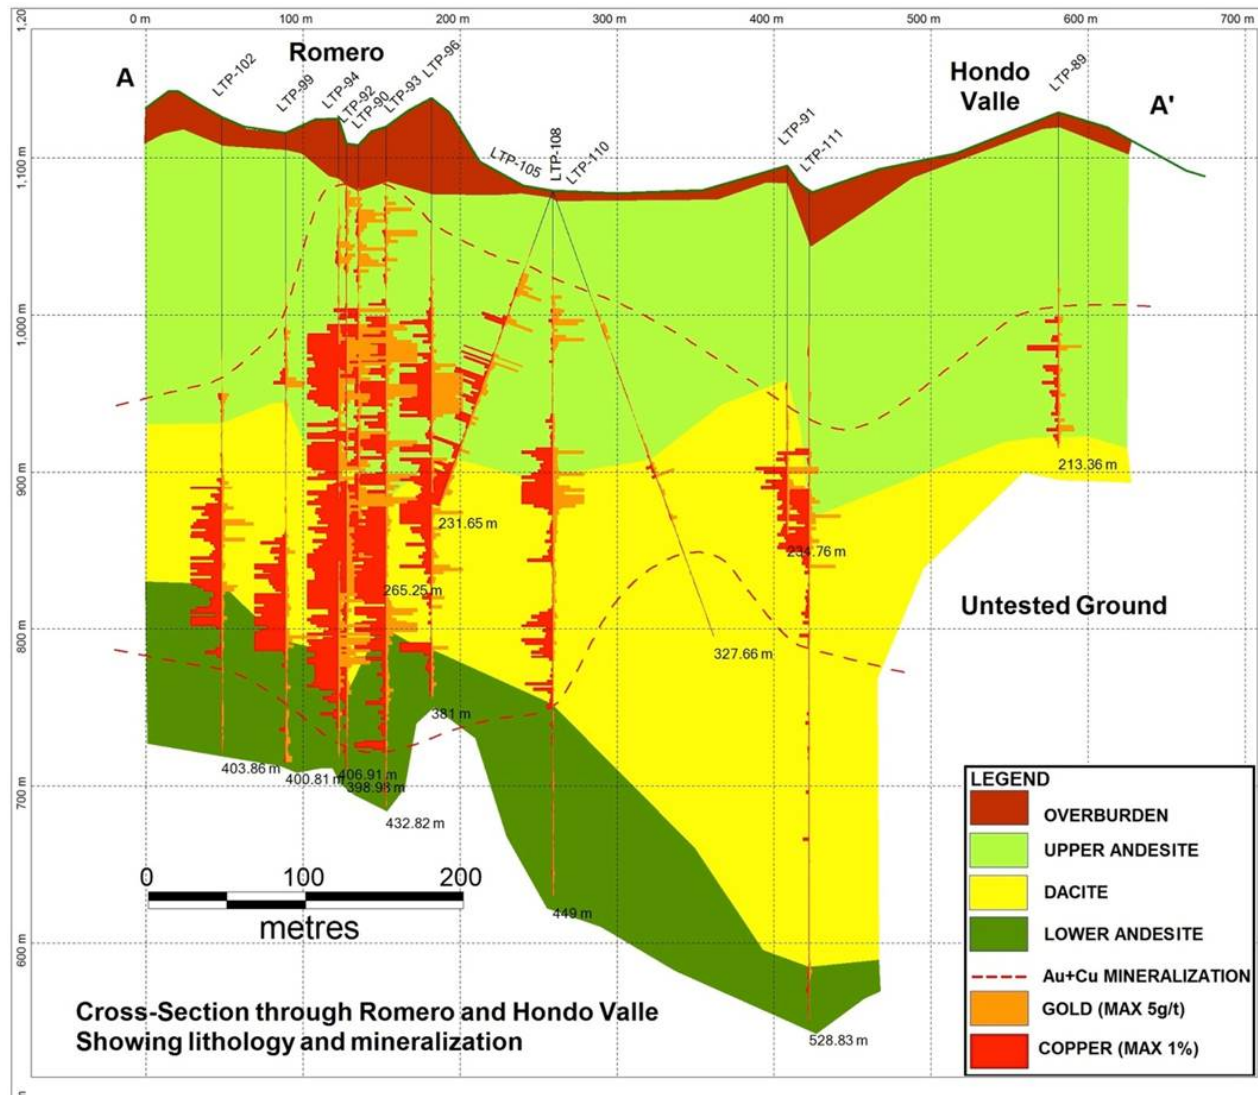 1,20
0 m
100 m
200 m
300 m
400 m
500 m
600 m
700 m
Romero
A
LTP-102
LTP-99
LTP-94
LTP-92
LTP-90
LTP-93
LTP-96
LTP-105
LTP-108
LTP-110
LTP-91
LTP-111
Hondo
Valle
LTP-89
A'
1,100 m
1,000 m
900 m
800 m
700 m
600 m
213.36 m
231.65 m
234.76 m
265.25 m
Untested Ground
327.66 m
381 m
403.86 m
400.81 m
406.91 m
398.98 m
432.82 m
449 m
528.83 m
0 100 200
metres
Cross-Section through Romero and Hondo Valle
Showing lithology and mineralization
LEGEND
OVERBURDEN
UPPER ANDESITE
DACITE
LOWER ANDESITE
Au+Cu MINERALIZATION
GOLD (MAX 5g/t)
COPPER (MAX 1%)